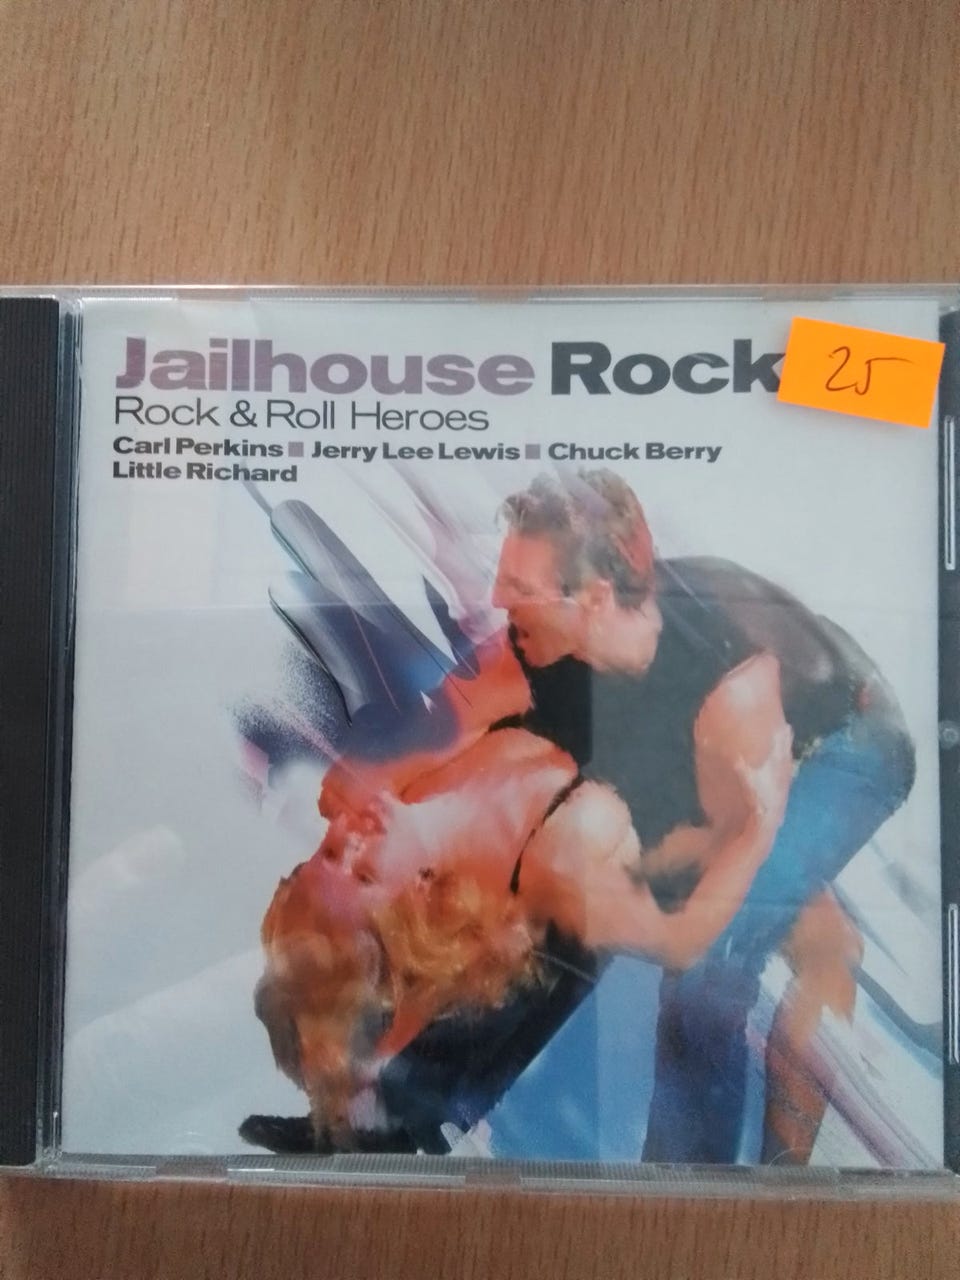 Jailhouse Rock
25
Rock & Roll Heroes
Carl Perkins ■ Jerry Lee Lewis ■ Chuck Berry
Little Richard